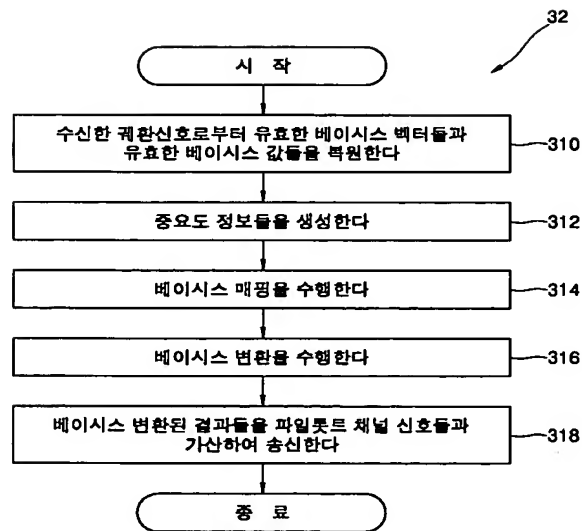 32
시 작
수신한 궤환신호로부터 유효한 베이시스 벡터들과
유효한 베이시스 값들을 복원한다
310
중요도 정보들을 생성한다
312
베이시스 매핑을 수행한다
314
베이시스 변환을 수행한다
316
베이시스 변환된 결과들을 파일롯트 채널 신호들과
가산하여 송신한다
318
종 료